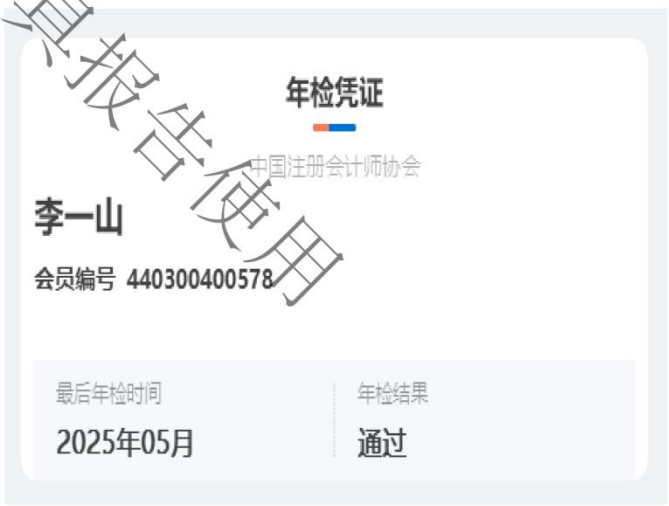 年检凭证
中国注册会计师协会
李一山
会员编号 440300400578
最后年检时间
年检结果
2025年05月
通过
报告使用